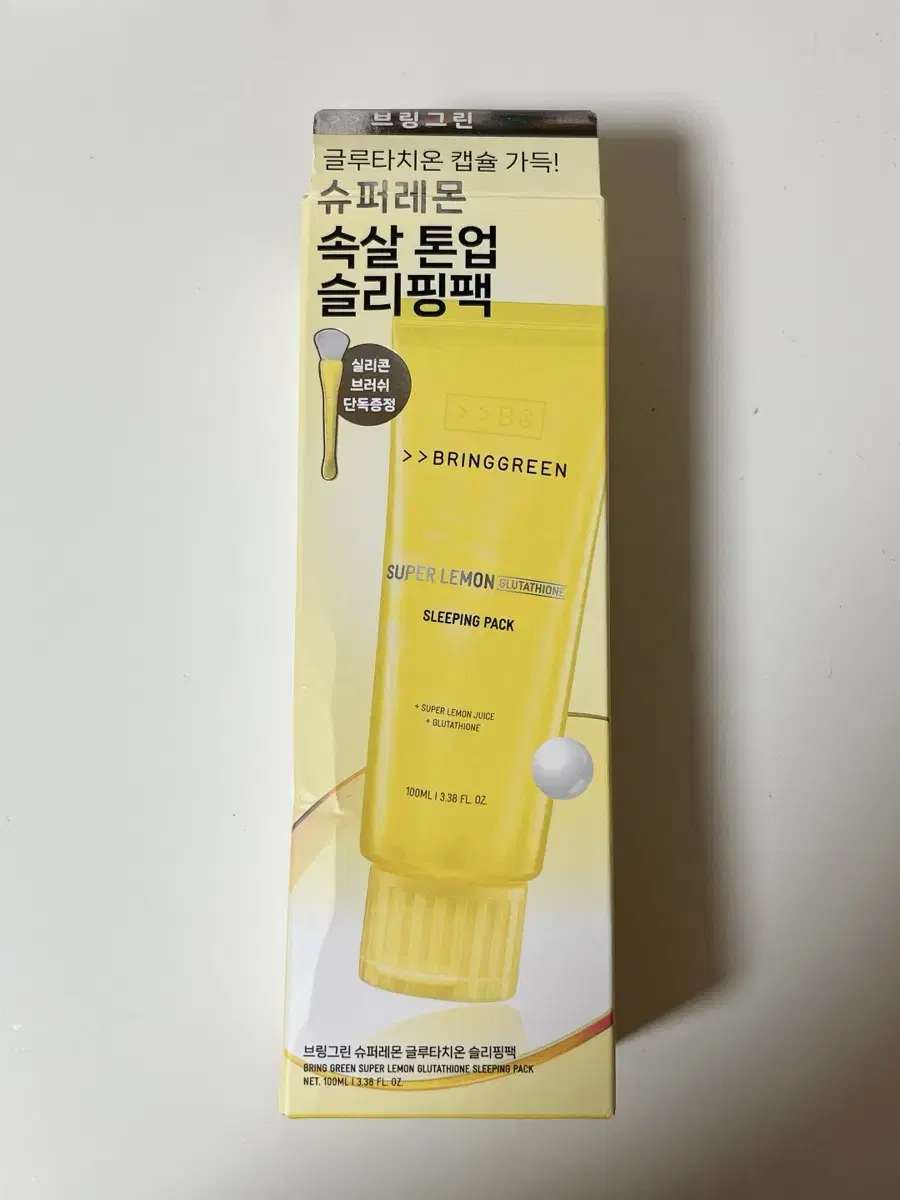 >> 브링그린
글루타치온 캡슐 가득!
슈퍼레몬
속살 톤업
슬리핑팩
실리콘
브러쉬
단독증정
>>BG
>>BRINGGREEN
SUPER LEMON GLUTATHIONE
SLEEPING PACK
+ SUPER LEMON JUICE
+ GLUTATHIONE
100ML | 3.38 FL. OZ.
브링그린 슈퍼레몬 글루타치온 슬리핑팩
BRING GREEN SUPER LEMON GLUTATHIONE SLEEPING PACK
NET. 100ML | 3.38 FL. OZ.